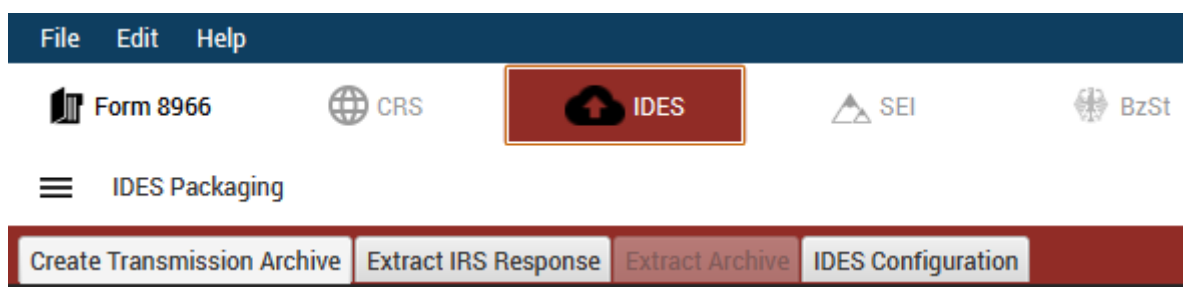 File Edit Help
Form 8966 CRS IDES SEI BzSt
IDES Packaging
Create Transmission Archive Extract IRS Response Extract Archive IDES Configuration